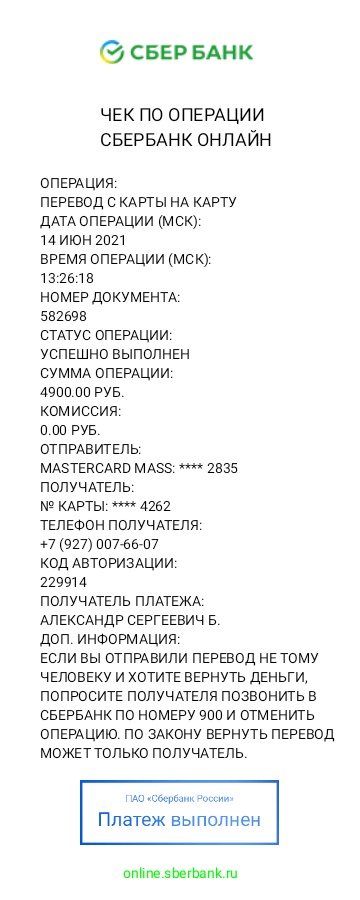 СБЕР БАНК
ЧЕК ПО ОПЕРАЦИИ
СБЕРБАНК ОНЛАЙН
ОПЕРАЦИЯ:
ПЕРЕВОД С КАРТЫ НА КАРТУ
ДАТА ОПЕРАЦИИ (МСК):
14 ИЮН 2021
ВРЕМЯ ОПЕРАЦИИ (МСК):
13:26:18
НОМЕР ДОКУМЕНТА:
582698
СТАТУС ОПЕРАЦИИ:
УСПЕШНО ВЫПОЛНЕН
СУММА ОПЕРАЦИИ:
4900.00 РУБ.
КОМИССИЯ:
0.00 РУБ.
ОТПРАВИТЕЛЬ:
MASTERCARD MASS: **** 2835
ПОЛУЧАТЕЛЬ:
№ КАРТЫ: **** 4262
ТЕЛЕФОН ПОЛУЧАТЕЛЯ:
+7 (927) 007-66-07
КОД АВТОРИЗАЦИИ:
229914
ПОЛУЧАТЕЛЬ ПЛАТЕЖА:
АЛЕКСАНДР СЕРГЕЕВИЧ Б.
ДОП. ИНФОРМАЦИЯ:
ЕСЛИ ВЫ ОТПРАВИЛИ ПЕРЕВОД НЕ ТОМУ
ЧЕЛОВЕКУ И ХОТИТЕ ВЕРНУТЬ ДЕНЬГИ,
ПОПРОСИТЕ ПОЛУЧАТЕЛЯ ПОЗВОНИТЬ В
СБЕРБАНК ПО НОМЕРУ 900 И ОТМЕНИТЬ
ОПЕРАЦИЮ. ПО ЗАКОНУ ВЕРНУТЬ ПЕРЕВОД
МОЖЕТ ТОЛЬКО ПОЛУЧАТЕЛЬ.
ПАО «Сбербанк России»
Платеж выполнен
online.sberbank.ru